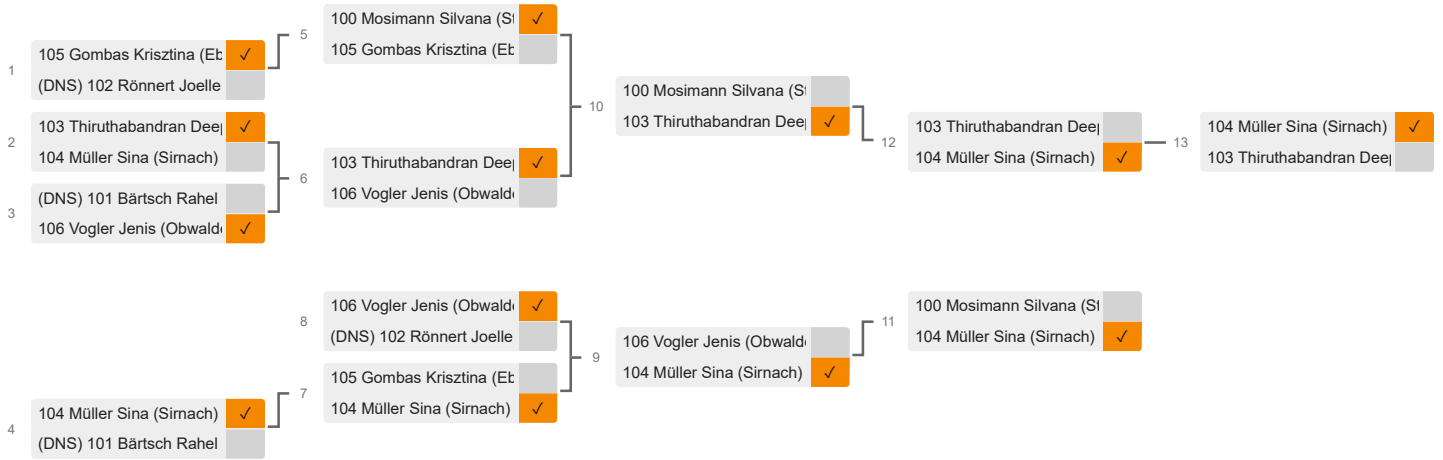 5
100 Mosimann Silvana (St ✓
105 Gombas Krisztina (Eb
1
105 Gombas Krisztina (Eb ✓
(DNS) 102 Rönnert Joelle
10
100 Mosimann Silvana (St
103 Thiruthabandran Deep ✓
2
103 Thiruthabandran Deep ✓
104 Müller Sina (Sirnach)
12
103 Thiruthabandran Deep
104 Müller Sina (Sirnach) ✓
13
104 Müller Sina (Sirnach) ✓
103 Thiruthabandran Deep
6
103 Thiruthabandran Deep ✓
106 Vogler Jenis (Obwalde
3
(DNS) 101 Bärtsch Rahel
106 Vogler Jenis (Obwalde ✓
8
106 Vogler Jenis (Obwalde ✓
(DNS) 102 Rönnert Joelle
11
100 Mosimann Silvana (St
104 Müller Sina (Sirnach) ✓
9
106 Vogler Jenis (Obwalde
104 Müller Sina (Sirnach) ✓
7
105 Gombas Krisztina (Eb
104 Müller Sina (Sirnach) ✓
4
104 Müller Sina (Sirnach) ✓
(DNS) 101 Bärtsch Rahel